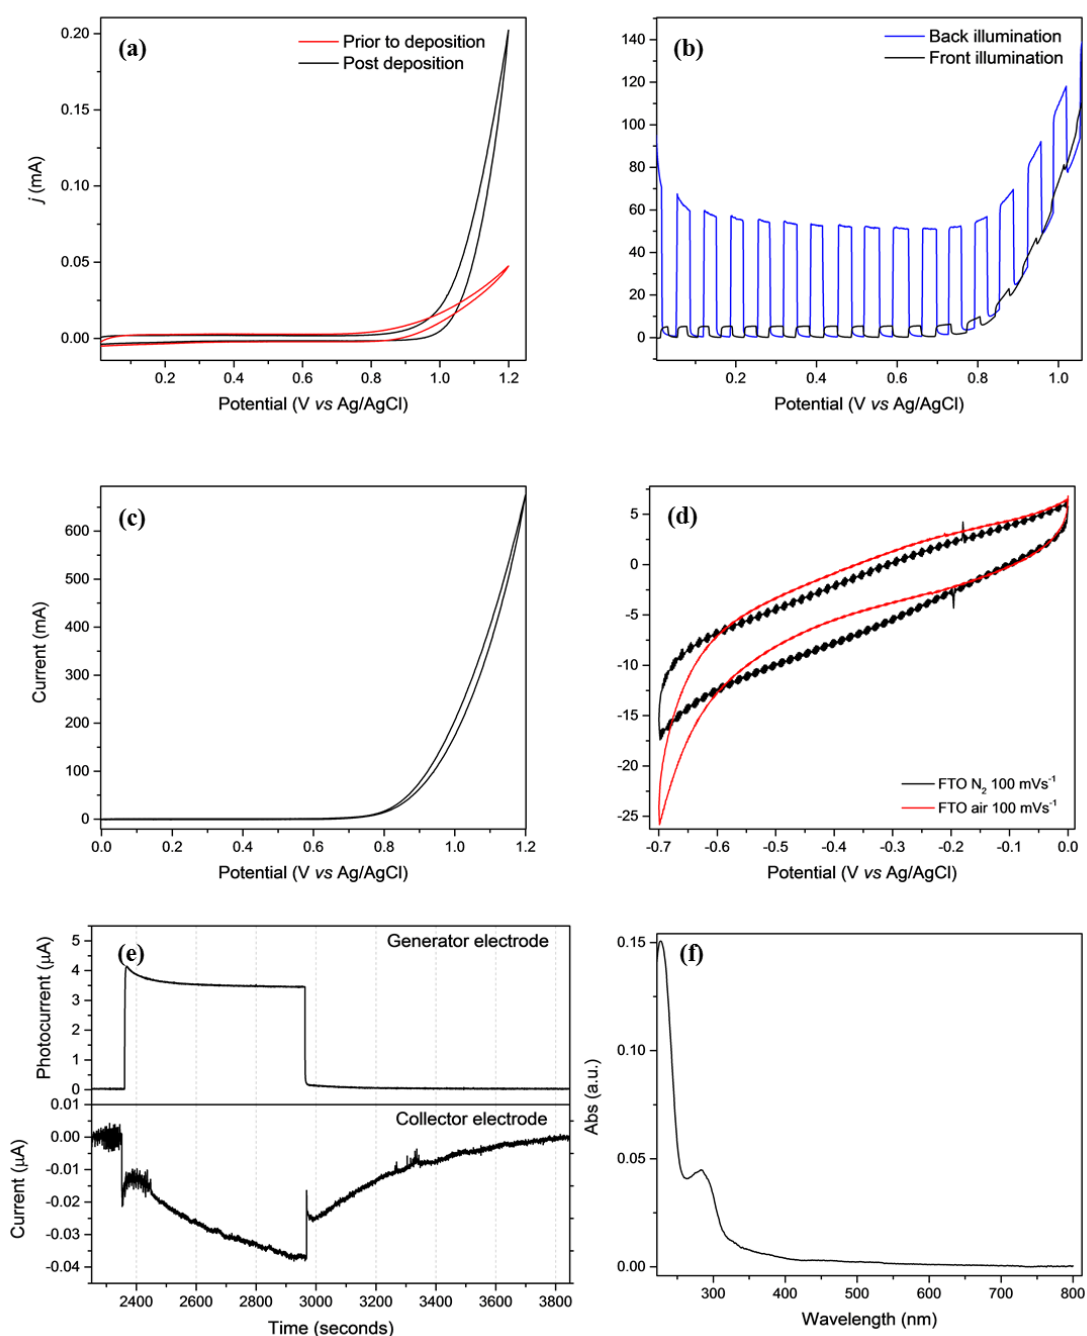 (a)
Prior to deposition
Post deposition
j (mA)
0.20
0.15
0.10
0.05
0.00
0.2 0.4 0.6 0.8 1.0 1.2
Potential (V vs Ag/AgCl)
(b)
Back illumination
Front illumination
140
120
100
80
60
40
20
0
0.2 0.4 0.6 0.8 1.0
Potential (V vs Ag/AgCl)
(c)
Current (mA)
600
500
400
300
200
100
0
0.0 0.2 0.4 0.6 0.8 1.0 1.2
Potential (V vs Ag/AgCl)
(d)
5
0
-5
-10
-15
-20
-25
FTO N₂ 100 mVs⁻¹
FTO air 100 mVs⁻¹
-0.7 -0.6 -0.5 -0.4 -0.3 -0.2 -0.1 0.0
Potential (V vs Ag/AgCl)
(e)
Generator electrode
Photocurrent (µA)
5
4
3
2
1
0
Collector electrode
Current (µA)
0.01
0.00
-0.01
-0.02
-0.03
-0.04
2400 2600 2800 3000 3200 3400 3600 3800
Time (seconds)
(f)
Abs (a.u.)
0.15
0.10
0.05
0.00
300 400 500 600 700 800
Wavelength (nm)